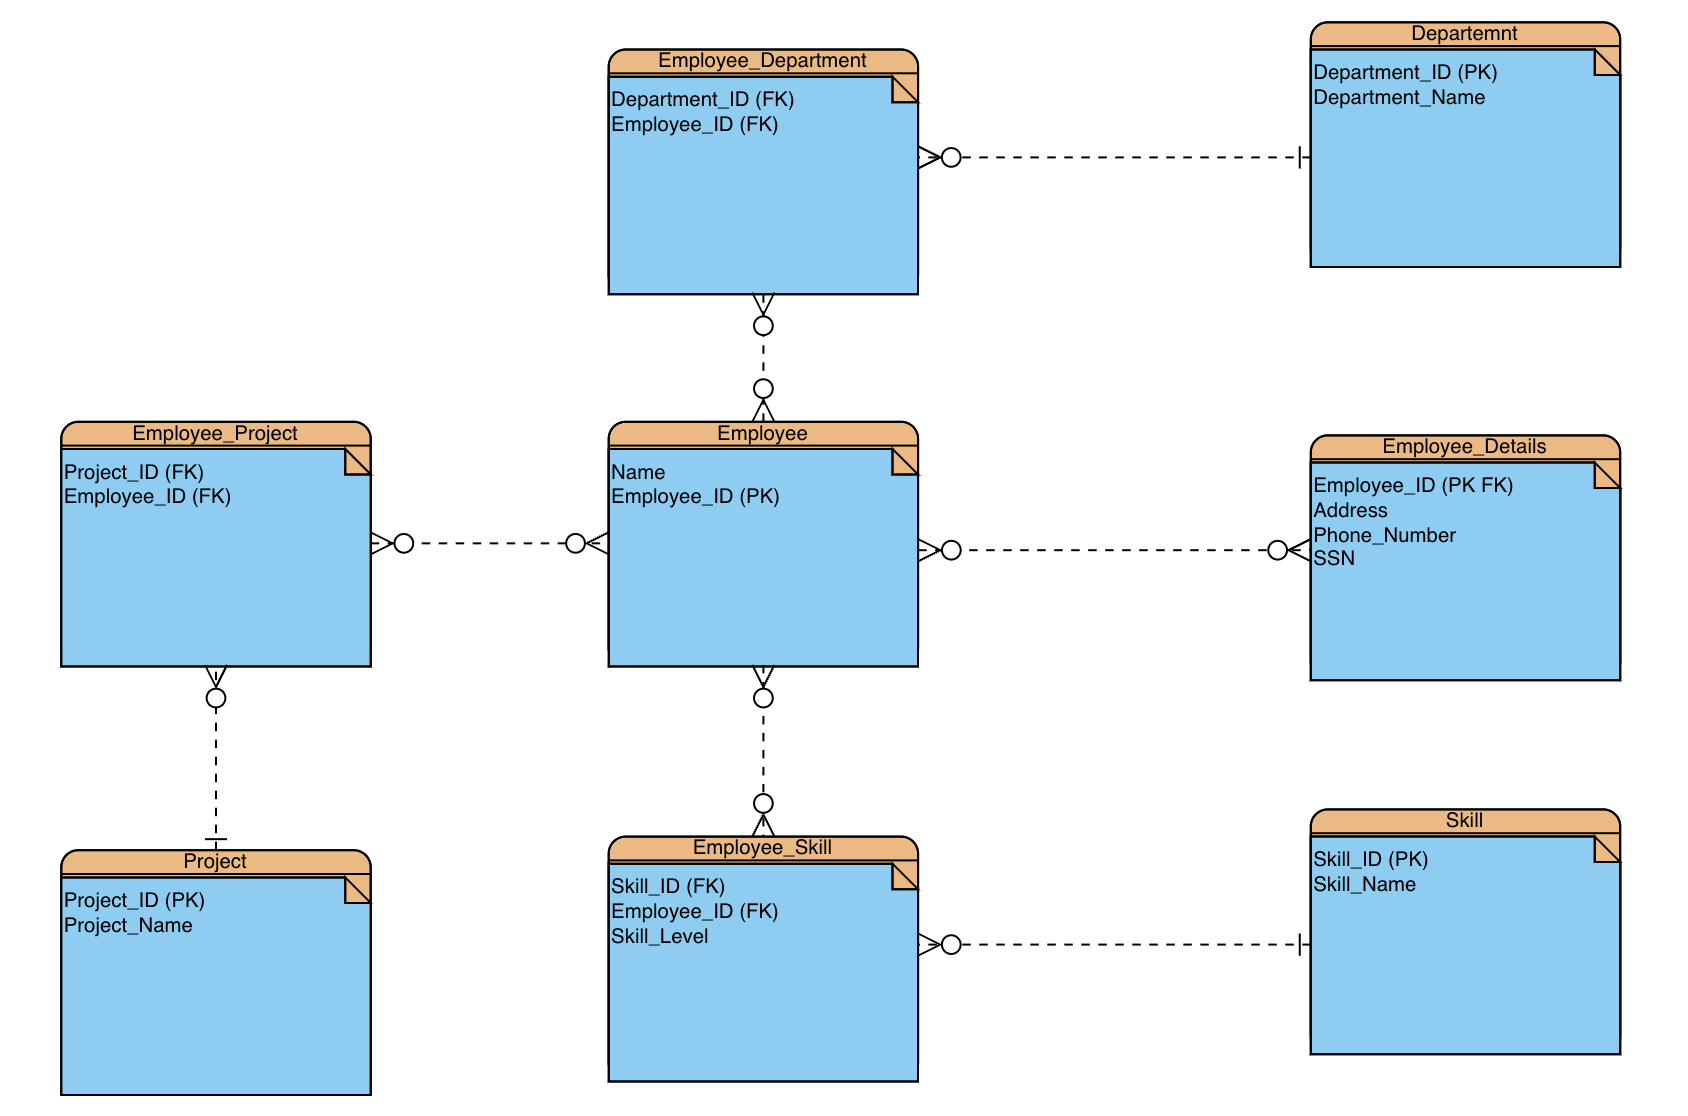 Employee_Department
Department_ID (FK)
Employee_ID (FK)
Departemnt
Department_ID (PK)
Department_Name
Employee_Project
Project_ID (FK)
Employee_ID (FK)
Employee
Name
Employee_ID (PK)
Employee_Details
Employee_ID (PK FK)
Address
Phone_Number
SSN
Project
Project_ID (PK)
Project_Name
Employee_Skill
Skill_ID (FK)
Employee_ID (FK)
Skill_Level
Skill
Skill_ID (PK)
Skill_Name